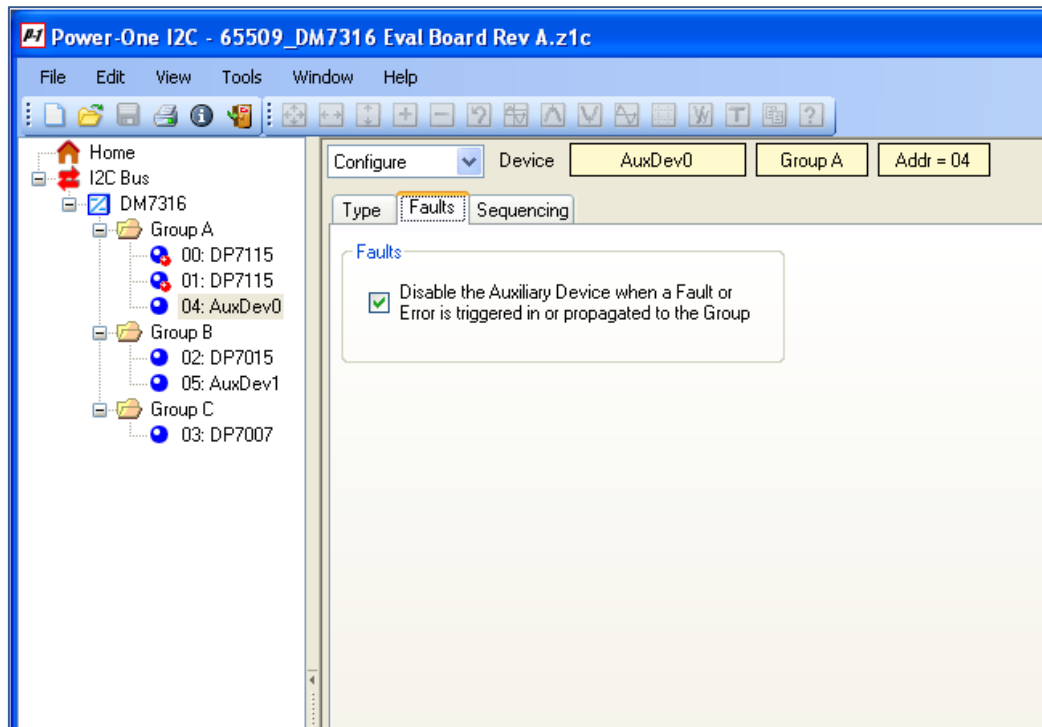 P-1 Power-One I2C - 65509_DM7316 Eval Board Rev A.z1c
File Edit View Tools Window Help
Home
I2C Bus
DM7316
Group A
00: DP7115
01: DP7115
04: AuxDev0
Group B
02: DP7015
05: AuxDev1
Group C
03: DP7007
Configure Device AuxDev0 Group A Addr = 04
Type Faults Sequencing
Faults
Disable the Auxiliary Device when a Fault or
Error is triggered in or propagated to the Group